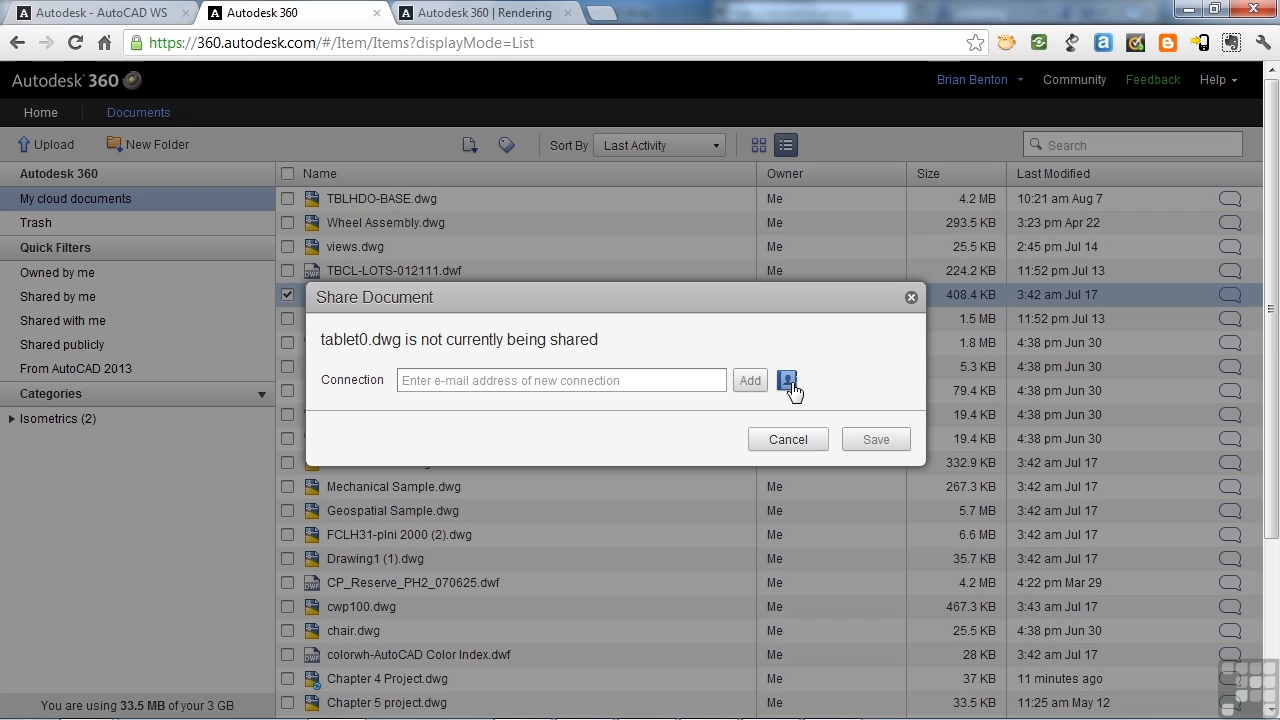 Autodesk - AutoCAD WS
Autodesk 360
Autodesk 360 | Rendering
https://360.autodesk.com/#/Item/Items?displayMode=List
Autodesk® 360
Brian Benton
Community
Feedback
Help
Home
Documents
Upload
New Folder
Sort By
Last Activity
Search
Autodesk 360
My cloud documents
Trash
Quick Filters
Owned by me
Shared by me
Shared with me
Shared publicly
From AutoCAD 2013
Categories
Isometrics (2)
You are using 33.5 MB of your 3 GB
Name Owner Size Last Modified
TBLHDO-BASE.dwg Me 4.2 MB 10:21 am Aug 7
Wheel Assembly.dwg Me 293.5 KB 3:23 pm Apr 22
views.dwg Me 25.5 KB 2:45 pm Jul 14
TBCL-LOTS-012111.dwf Me 224.2 KB 11:52 pm Jul 13
408.4 KB 3:42 am Jul 17
1.5 MB 11:52 pm Jul 13
1.8 MB 4:38 pm Jun 30
5.3 KB 4:38 pm Jun 30
79.4 KB 4:38 pm Jun 30
19.4 KB 4:38 pm Jun 30
19.4 KB 4:38 pm Jun 30
332.9 KB 3:42 am Jul 17
Mechanical Sample.dwg Me 267.3 KB 3:42 am Jul 17
Geospatial Sample.dwg Me 5.7 MB 3:42 am Jul 17
FCLH31-plni 2000 (2).dwg Me 6.6 MB 3:42 am Jul 17
Drawing1 (1).dwg Me 35.7 KB 3:42 am Jul 17
CP_Reserve_PH2_070625.dwf Me 4.2 MB 4:22 pm Mar 29
cwp100.dwg Me 467.3 KB 3:43 am Jul 17
chair.dwg Me 25.5 KB 4:38 pm Jun 30
colorwh-AutoCAD Color Index.dwf Me 28 KB 3:42 am Jul 17
Chapter 4 Project.dwg Me 37 KB 11 minutes ago
Chapter 5 project.dwg Me 33.5 KB 11:25 am May 12
Share Document
tablet0.dwg is not currently being shared
Connection
Enter e-mail address of new connection
Add
Cancel
Save